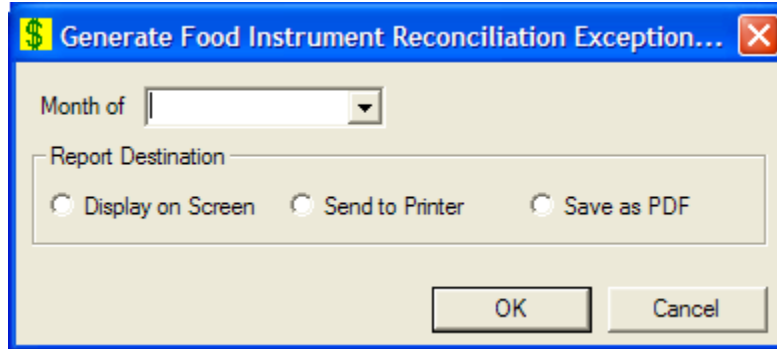 $ Generate Food Instrument Reconciliation Exception...
Month of
Report Destination
Display on Screen Send to Printer Save as PDF
OK Cancel